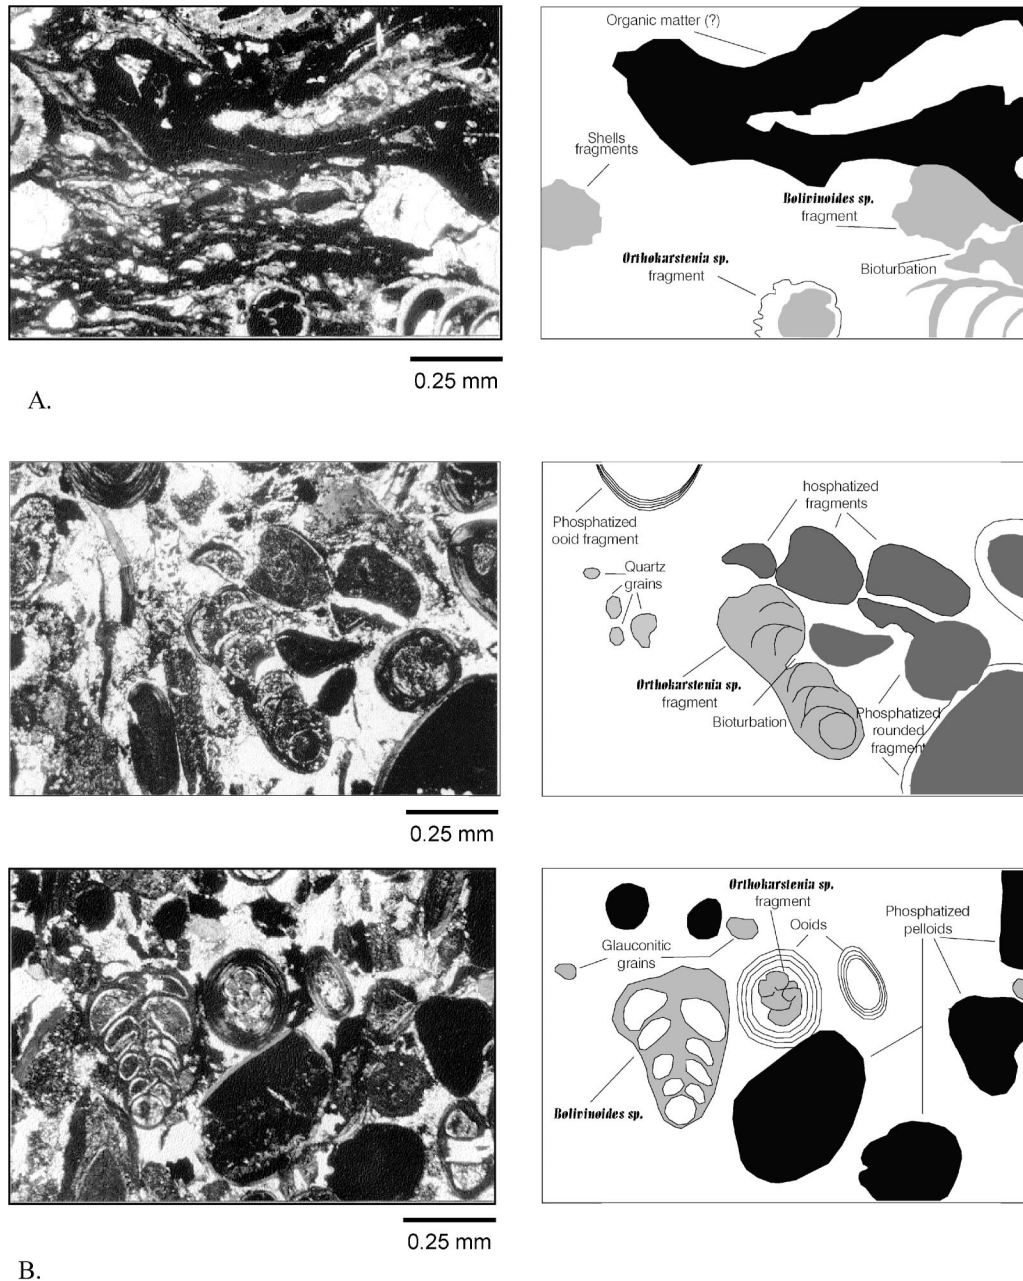 Organic matter (?)
Shells
fragments
Bolivinoides sp.
fragment
Orthokarstenia sp.
fragment
Bioturbation
0.25 mm
A.
hosphatized
fragments
Phosphatized
ooid fragment
Quartz
grains
Orthokarstenia sp.
fragment
Bioturbation
Phosphatized
rounded
fragment
0.25 mm
Orthokarstenia sp.
fragment
Ooids
Phosphatized
pelloids
Glauconitic
grains
Bolivinoides sp.
0.25 mm
B.